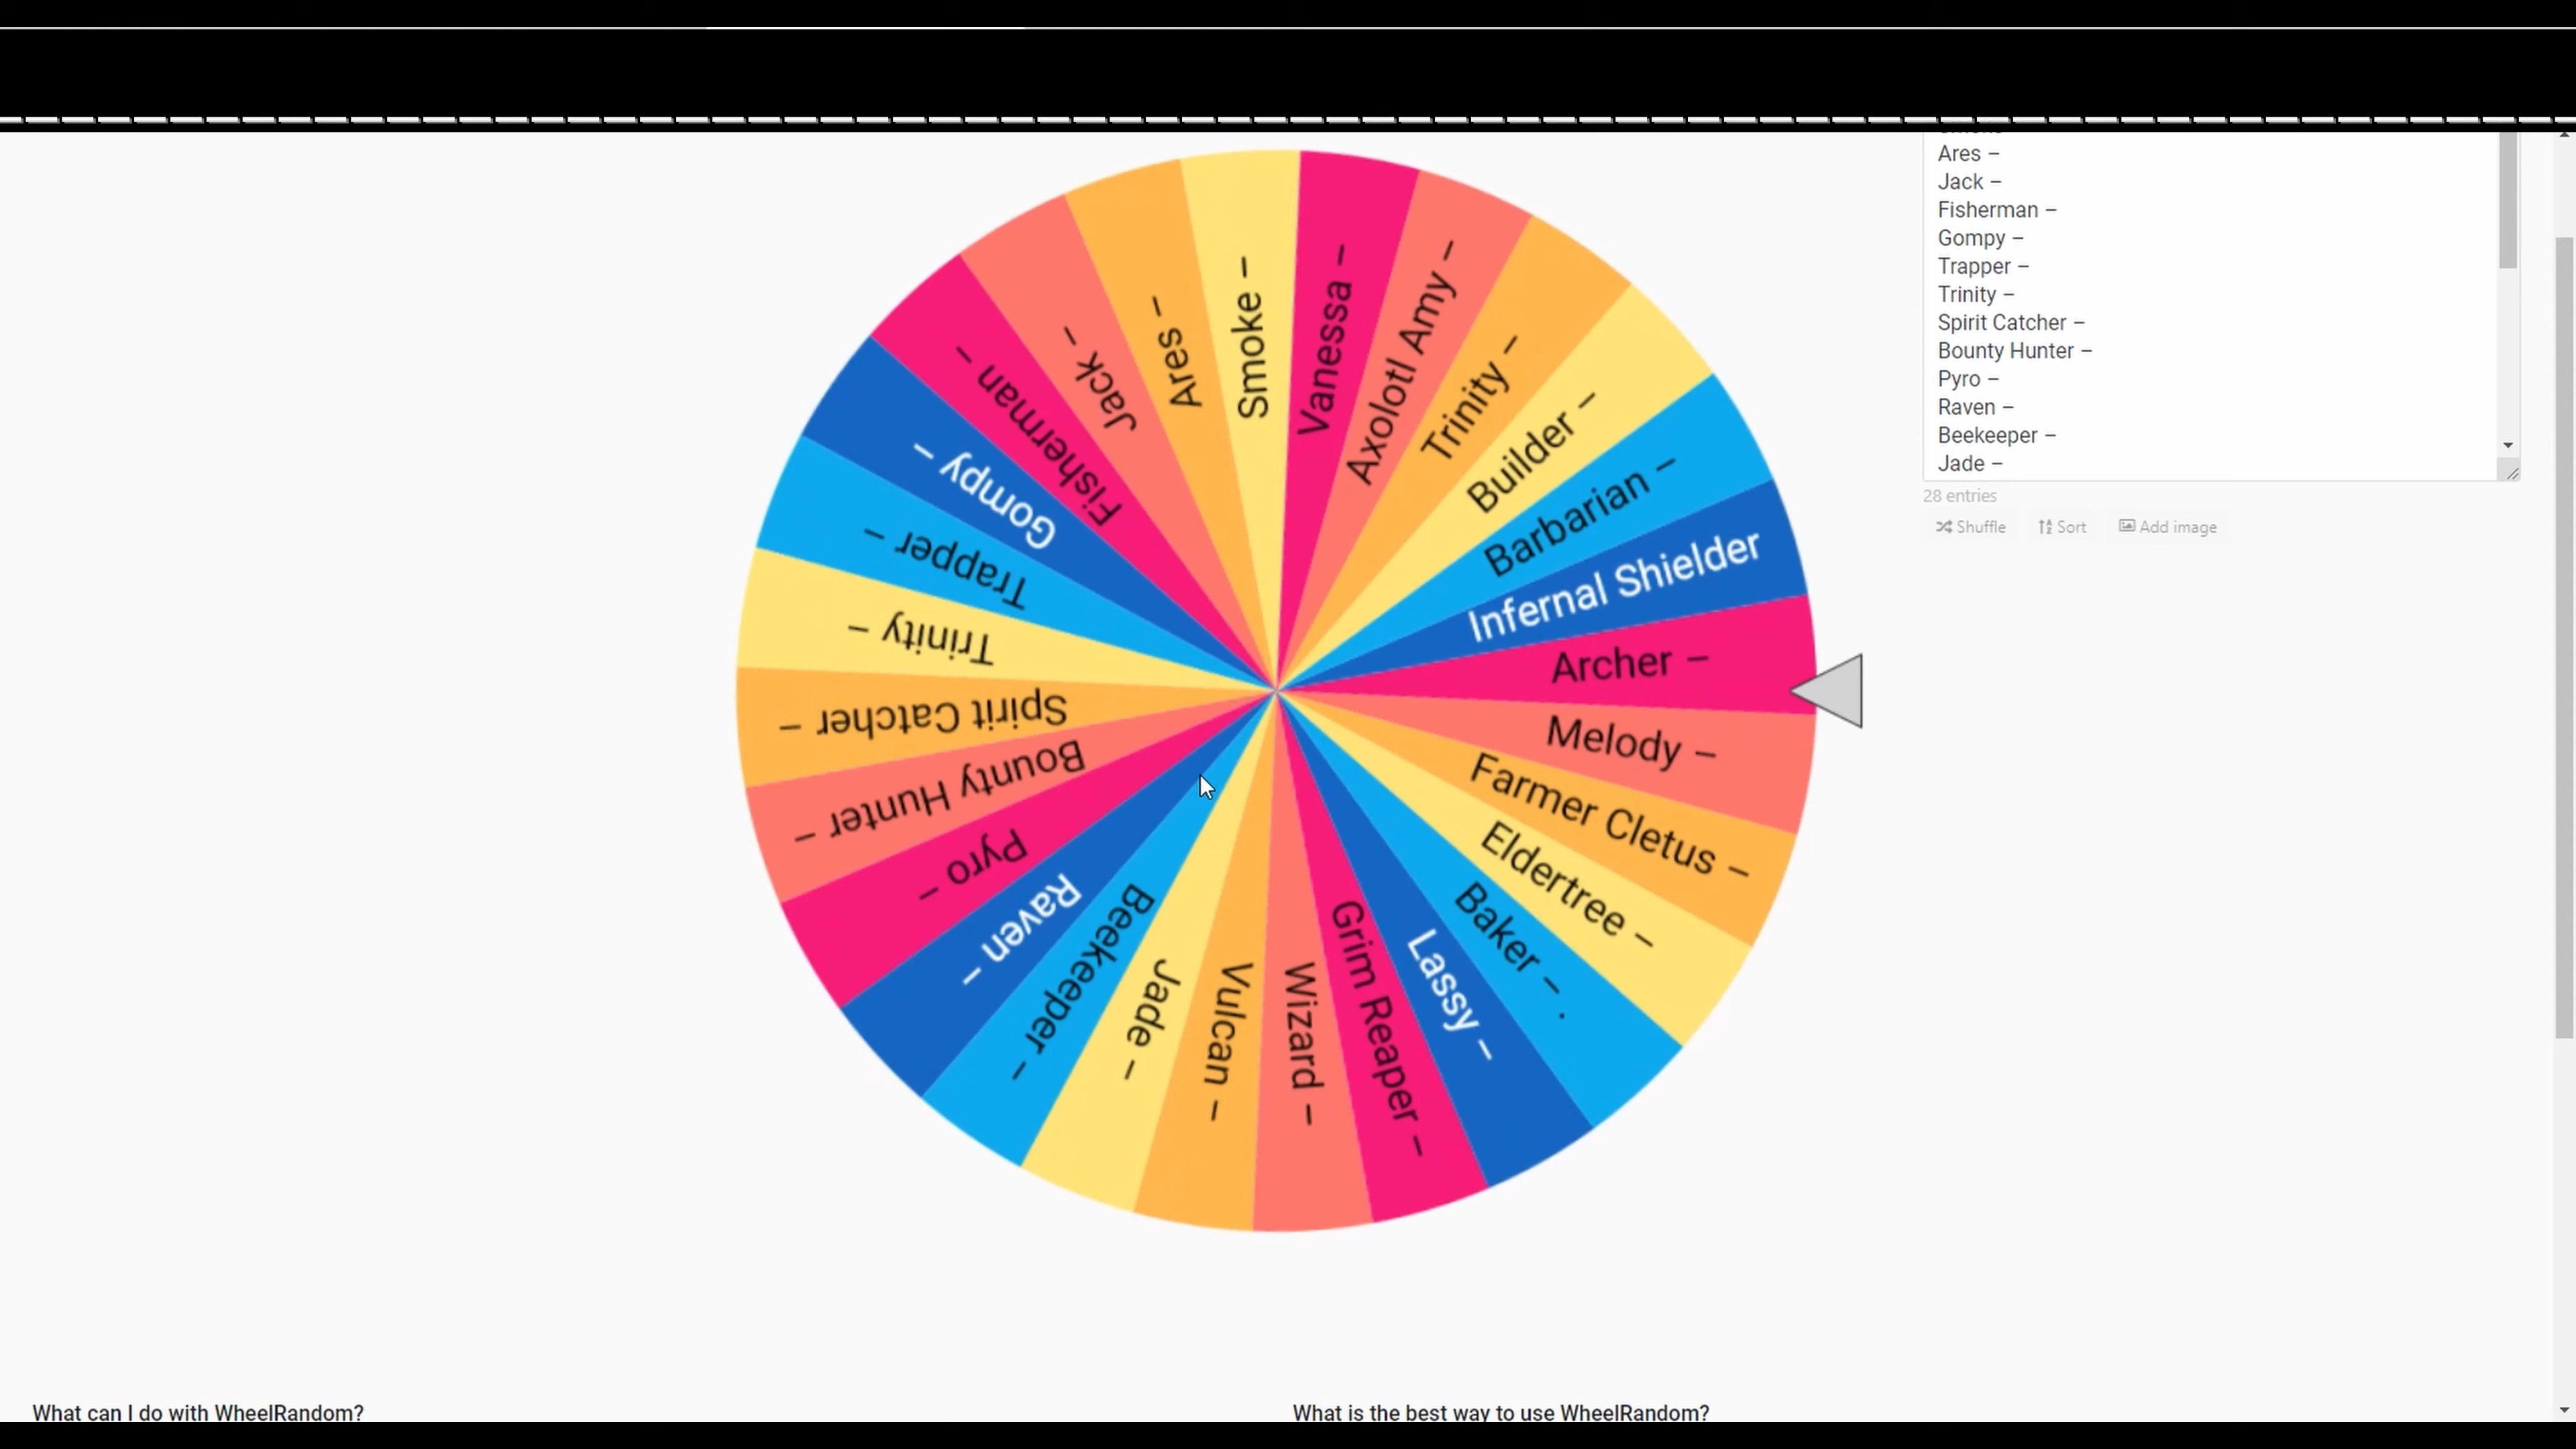 Smoke –
Vanessa –
Axolotl Amy –
Trinity –
Builder –
Barbarian –
Infernal Shielder
Archer –
Melody –
Farmer Cletus –
Eldertree –
Baker – .
Lassy –
Grim Reaper –
Wizard –
Vulcan –
Jade –
Beekeeper –
Raven –
Pyro –
Bounty Hunter –
Spirit Catcher –
Trinity –
Trapper –
Gompy –
Fisherman –
Jack –
Ares –
Ares –
Jack –
Fisherman –
Gompy –
Trapper –
Trinity –
Spirit Catcher –
Bounty Hunter –
Pyro –
Raven –
Beekeeper –
Jade –
28 entries
Shuffle Sort Add image
What can I do with WheelRandom?
What is the best way to use WheelRandom?